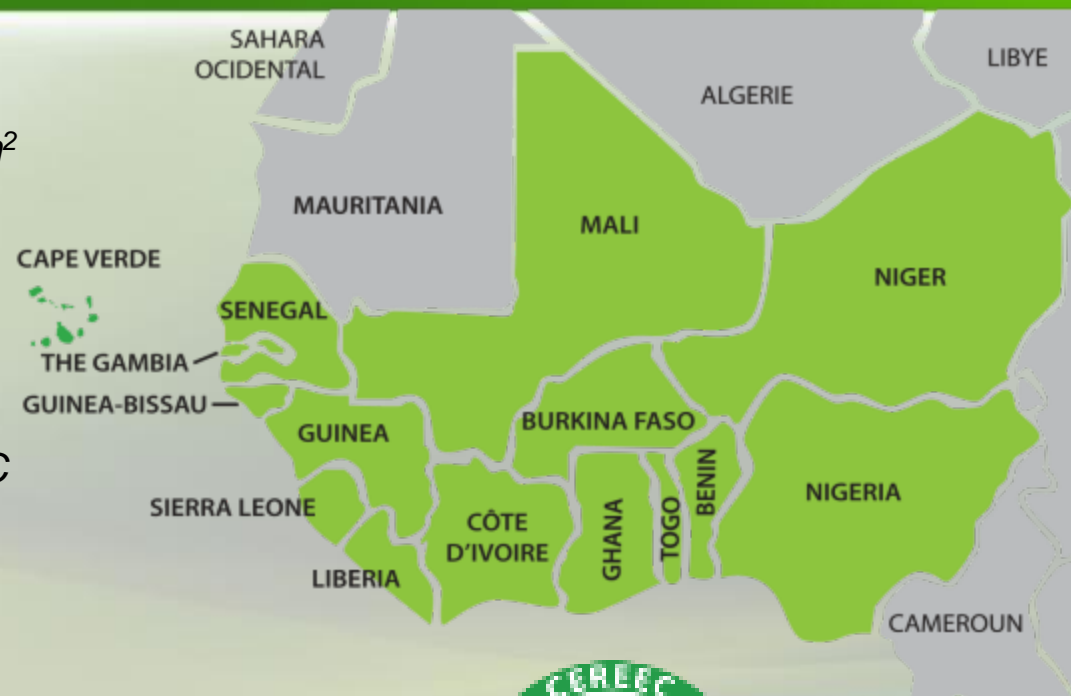 SAHARA
OCIDENTAL
LIBYE
ALGERIE
MAURITANIA
MALI
CAPE VERDE
NIGER
SENEGAL
THE GAMBIA
GUINEA-BISSAU
BURKINA FASO
GUINEA
BENIN
NIGERIA
SIERRA LEONE
CÔTE
D'IVOIRE
GHANA
TOGO
LIBERIA
CAMEROUN